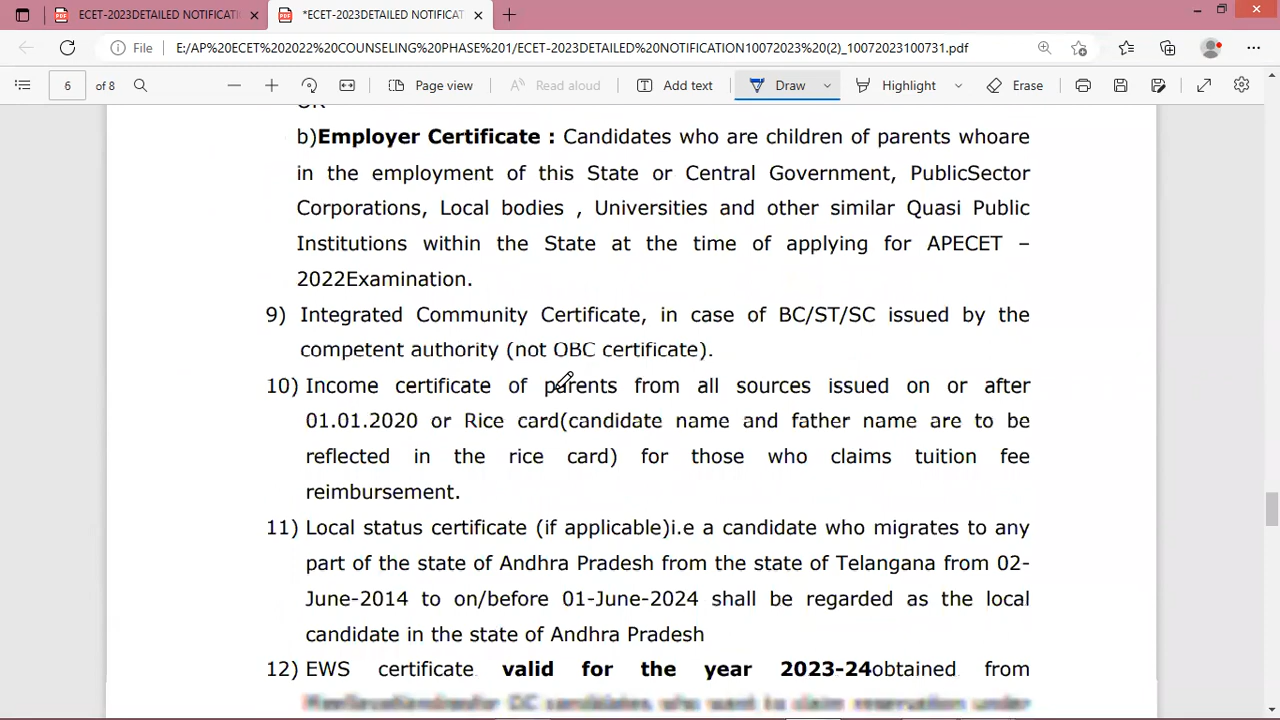 ECET-2023DETAILED NOTIFICATI
*ECET-2023DETAILED NOTIFICAT
File
E:/AP%20ECET%202022%20COUNSELING%20PHASE%201/ECET-2023DETAILED%20NOTIFICATION10072023%20(2)_10072023100731.pdf
6 of 8
Page view
Read aloud
Add text
Draw
Highlight
Erase
OR
b)Employer Certificate : Candidates who are children of parents whoare
in the employment of this State or Central Government, PublicSector
Corporations, Local bodies , Universities and other similar Quasi Public
Institutions within the State at the time of applying for APECET –
2022Examination.
9) Integrated Community Certificate, in case of BC/ST/SC issued by the
competent authority (not OBC certificate).
10) Income certificate of parents from all sources issued on or after
01.01.2020 or Rice card(candidate name and father name are to be
reflected in the rice card) for those who claims tuition fee
reimbursement.
11) Local status certificate (if applicable)i.e a candidate who migrates to any
part of the state of Andhra Pradesh from the state of Telangana from 02-
June-2014 to on/before 01-June-2024 shall be regarded as the local
candidate in the state of Andhra Pradesh
12) EWS certificate valid for the year 2023-24obtained from
OC candidates who want to claim reservation under